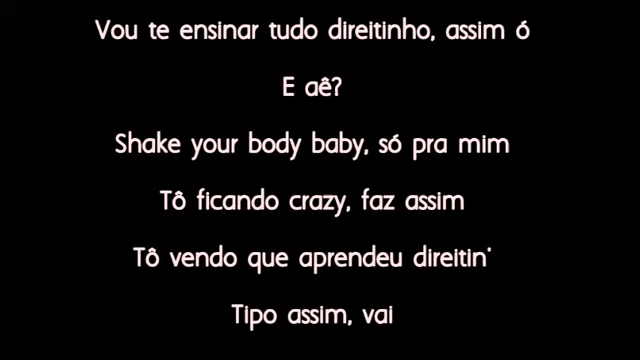 Vou te ensinar tudo direitinho, assim ó
E aê?
Shake your body baby, só pra mim
Tô ficando crazy, faz assim
Tô vendo que aprendeu direitin'
Tipo assim, vai